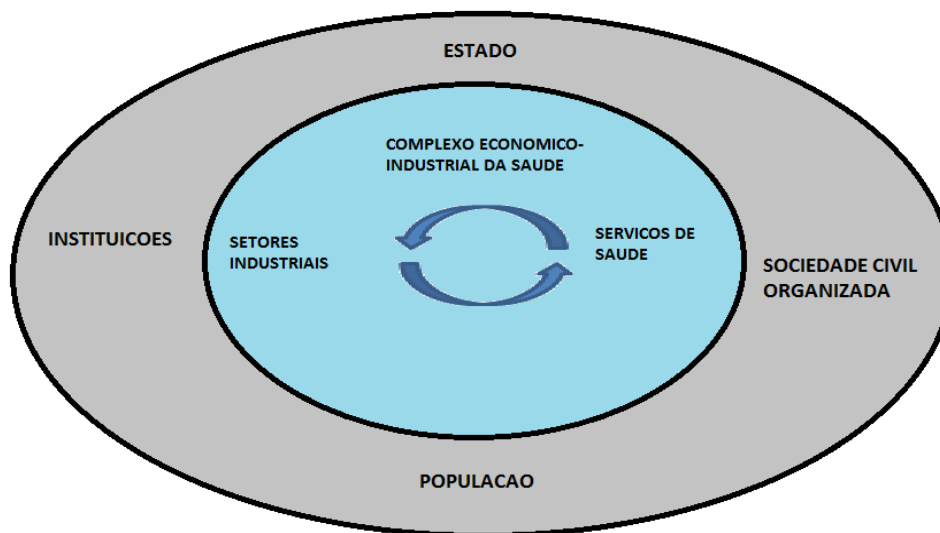 ESTADO
COMPLEXO ECONOMICO-
INDUSTRIAL DA SAUDE
INSTITUICOES
SETORES
INDUSTRIAIS
SERVICOS DE
SAUDE
SOCIEDADE CIVIL
ORGANIZADA
POPULACAO